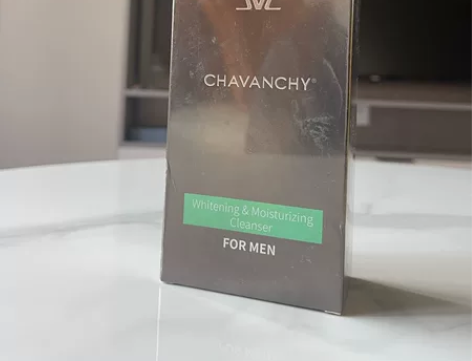 CHAVANCHY®
Whitening & Moisturizing
Cleanser
FOR MEN